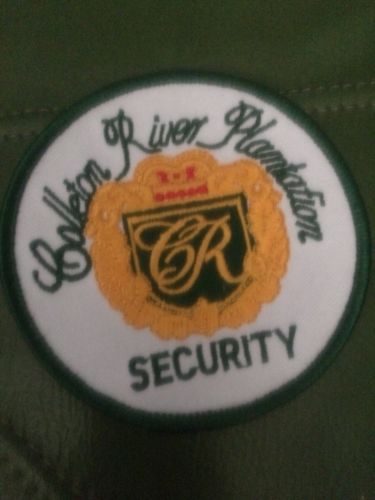 Colleton River Plantation
CR
SECURITY